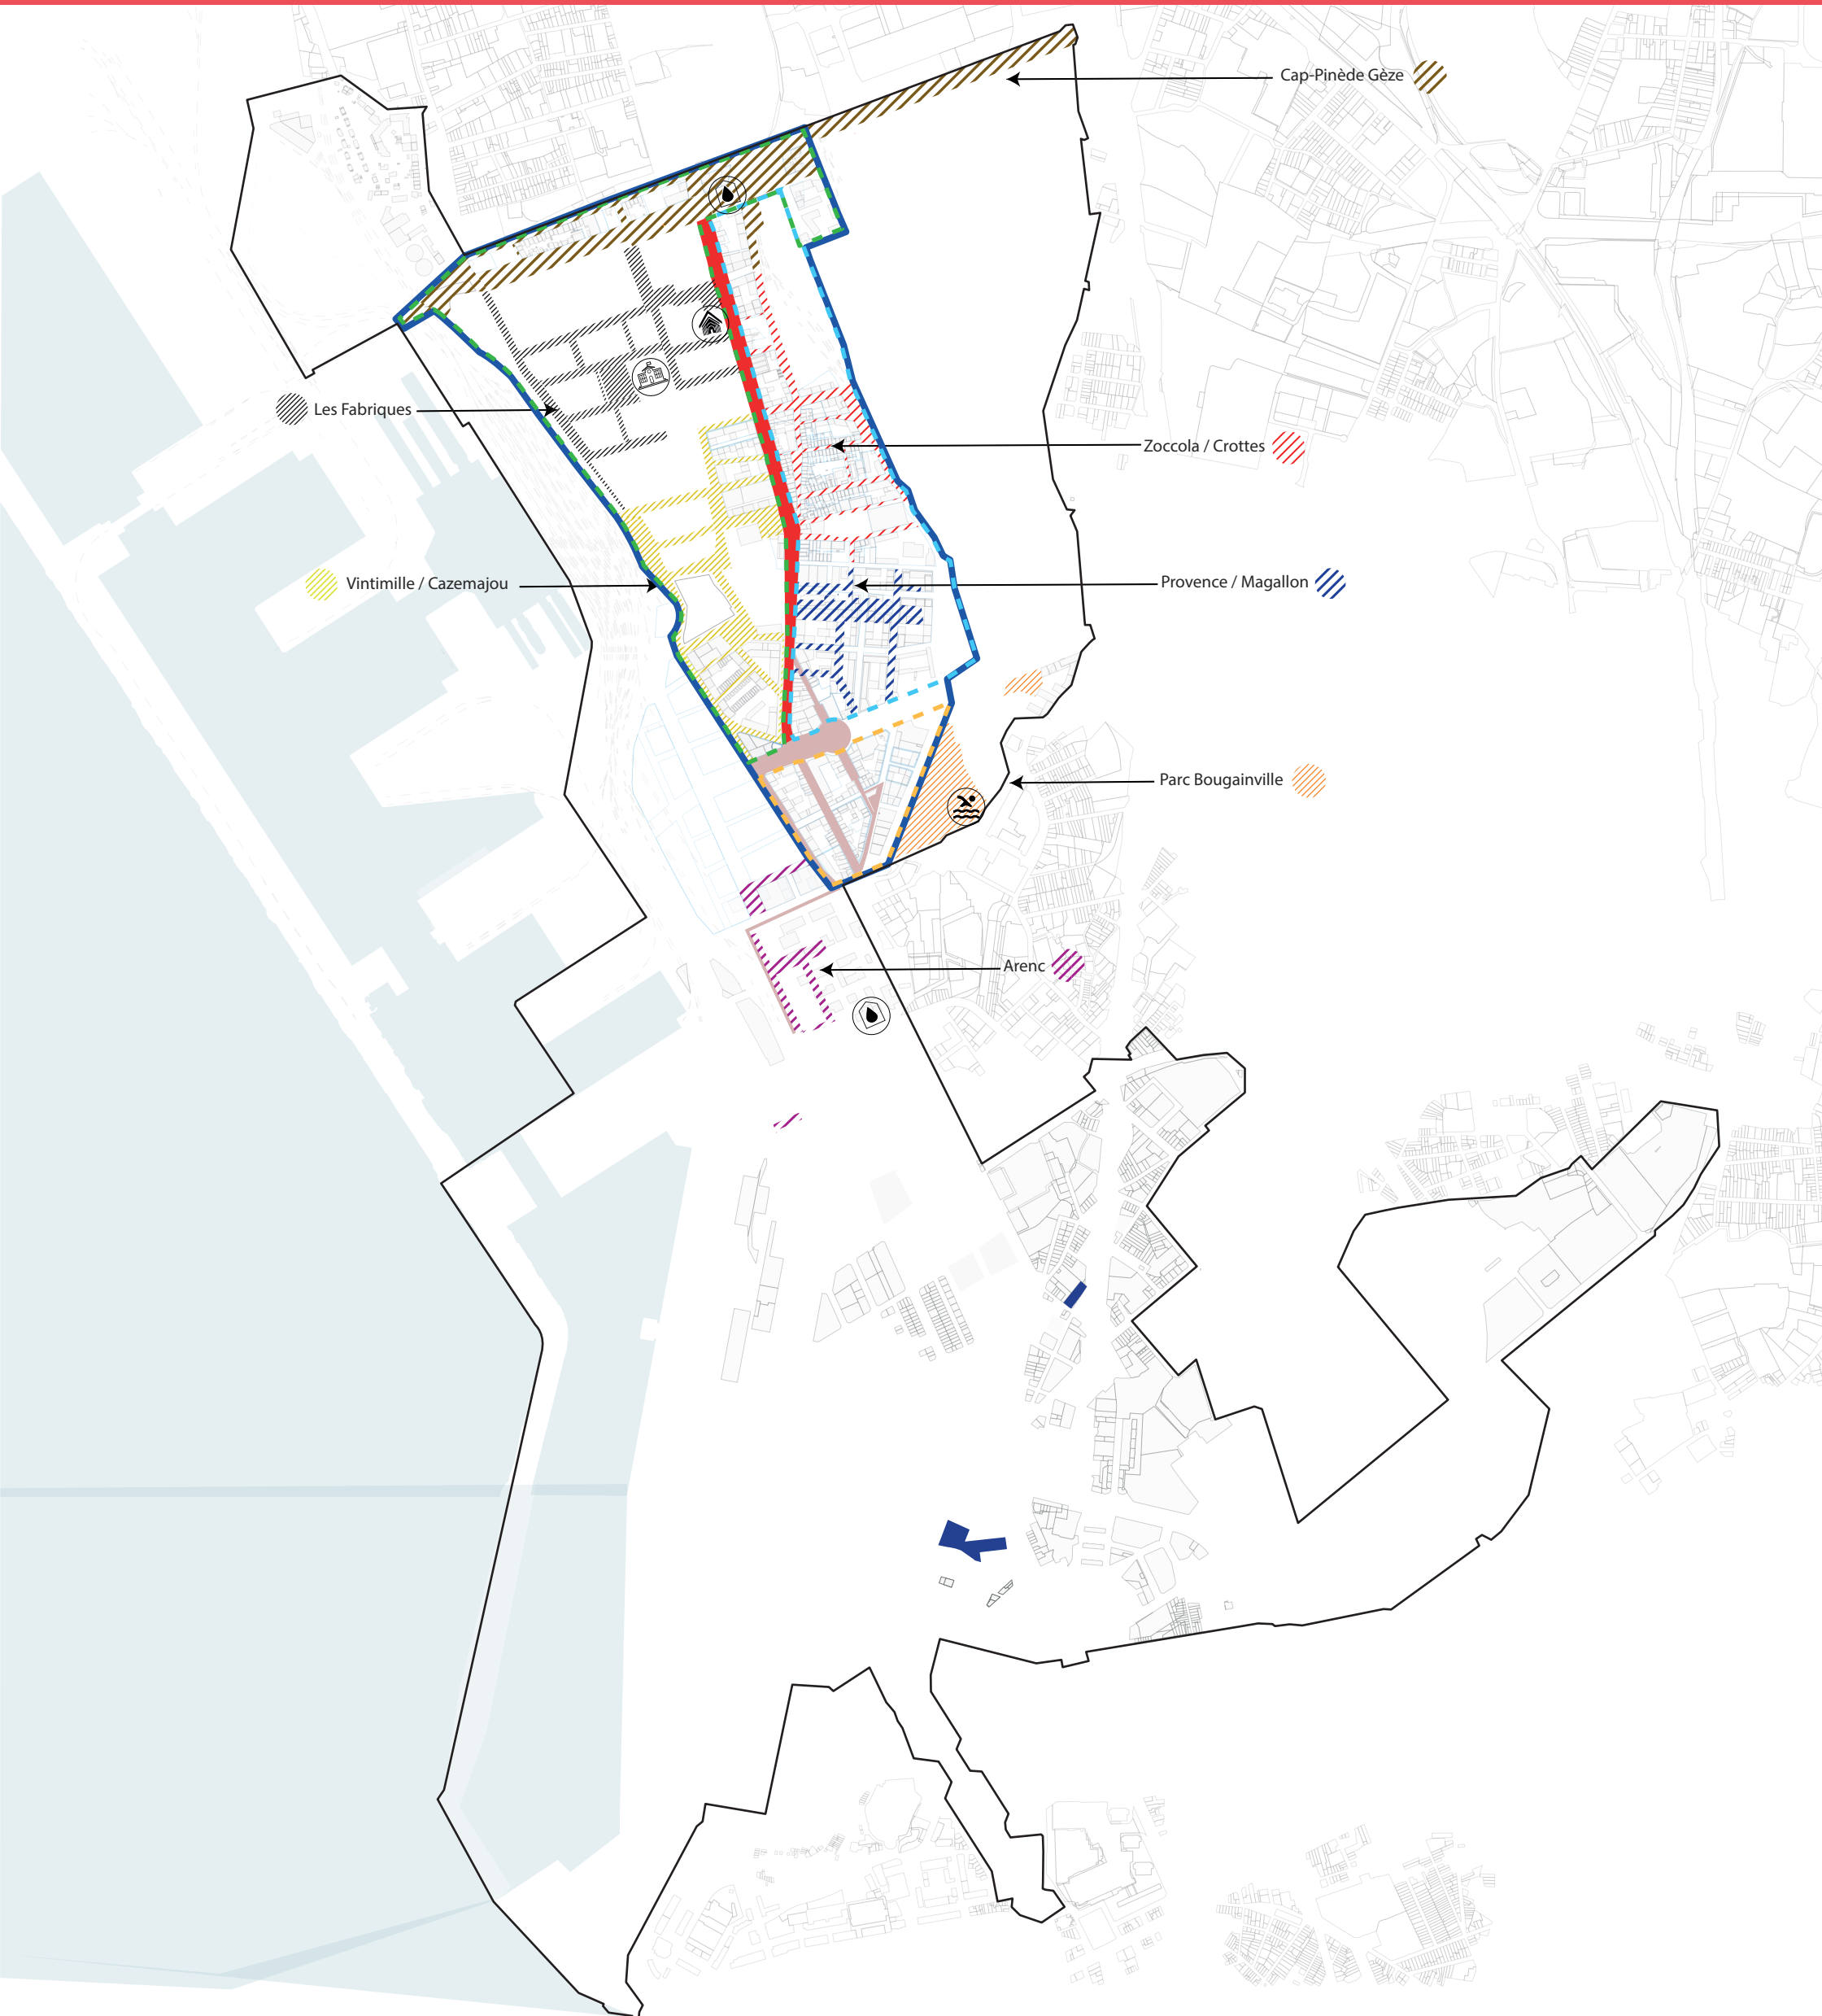 Cap-Pinède Gèze
Les Fabriques
Zoccola / Crottes
Vintimille / Cazemajou
Provence / Magallon
Parc Bougainville
Arenc